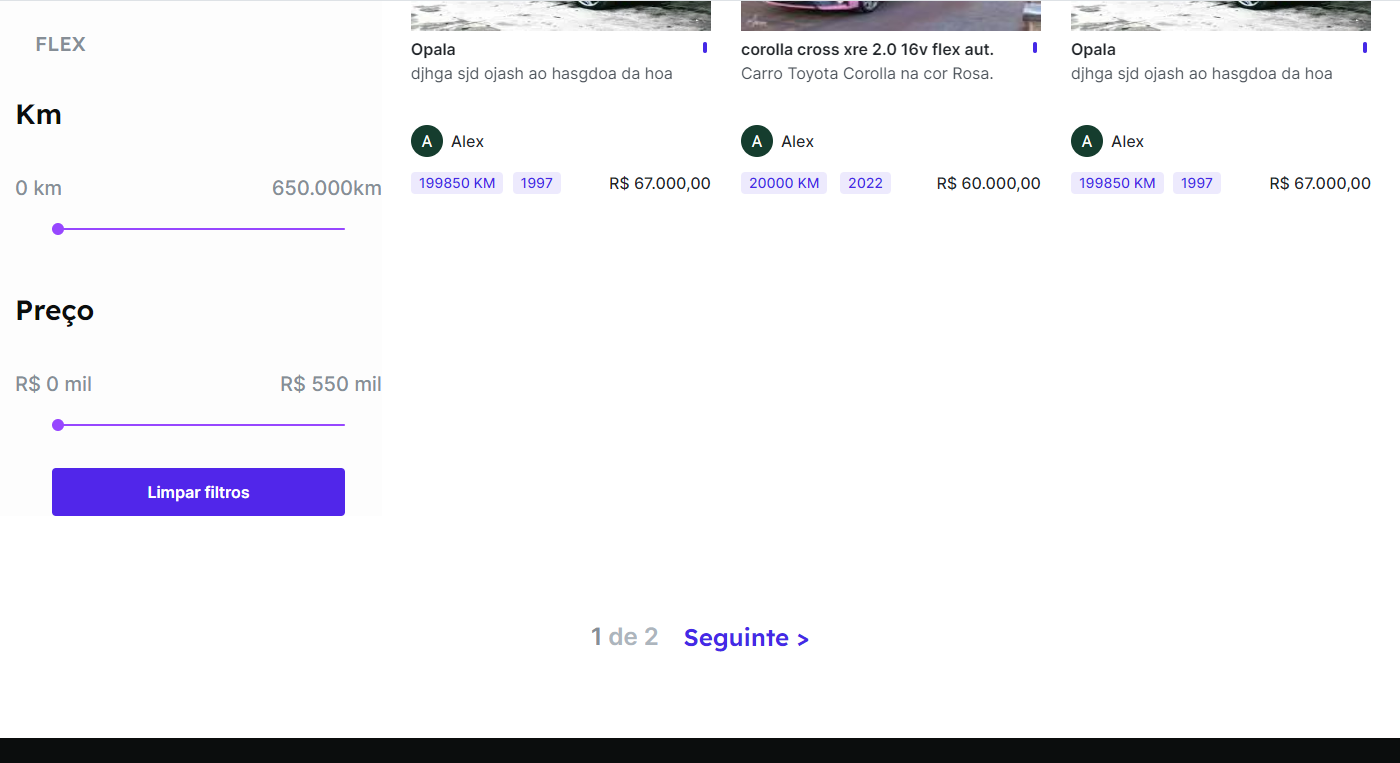 FLEX
Km
0 km 650.000km
Preço
R$ 0 mil R$ 550 mil
Limpar filtros
Opala
djhga sjd ojash ao hasgdoa da hoa
A Alex
199850 KM 1997 R$ 67.000,00
corolla cross xre 2.0 16v flex aut.
Carro Toyota Corolla na cor Rosa.
A Alex
20000 KM 2022 R$ 60.000,00
Opala
djhga sjd ojash ao hasgdoa da hoa
A Alex
199850 KM 1997 R$ 67.000,00
1 de 2 Seguinte >